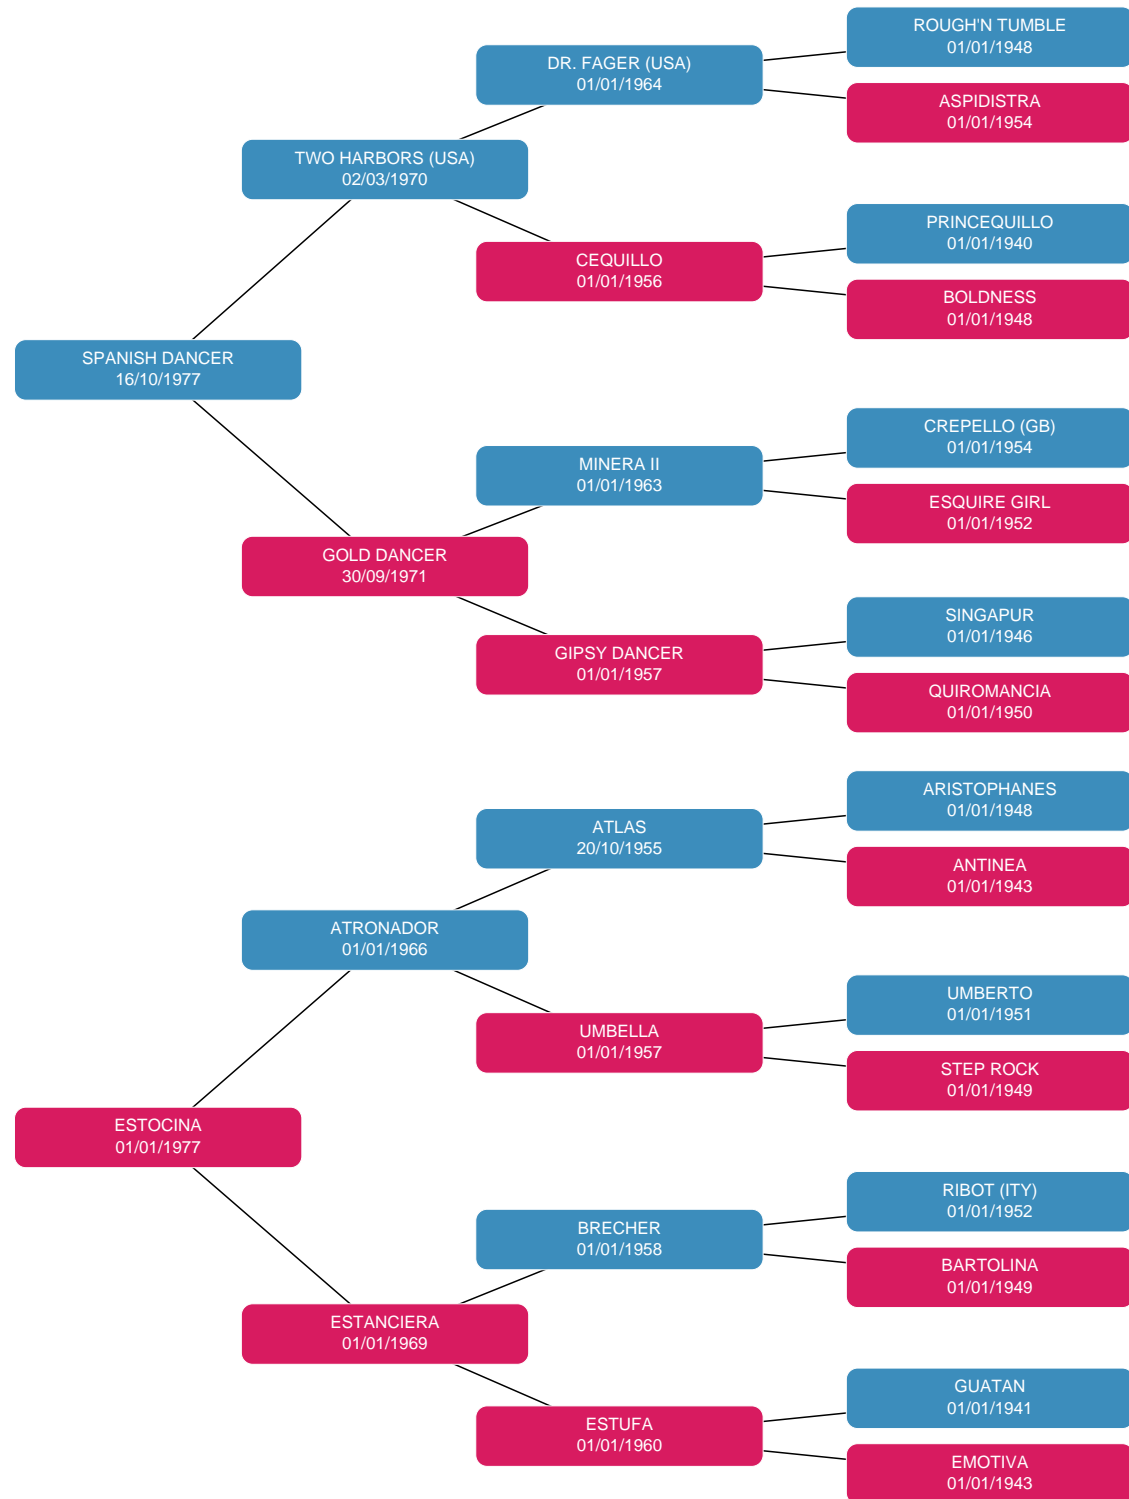 ROUGH'N TUMBLE
01/01/1948
DR. FAGER (USA)
01/01/1964
ASPIDISTRA
01/01/1954
TWO HARBORS (USA)
02/03/1970
PRINCEQUILLO
01/01/1940
CEQUILLO
01/01/1956
BOLDNESS
01/01/1948
SPANISH DANCER
16/10/1977
CREPELLO (GB)
01/01/1954
MINERA II
01/01/1963
ESQUIRE GIRL
01/01/1952
GOLD DANCER
30/09/1971
SINGAPUR
01/01/1946
GIPSY DANCER
01/01/1957
QUIROMANCIA
01/01/1950
ARISTOPHANES
01/01/1948
ATLAS
20/10/1955
ANTINEA
01/01/1943
ATRONADOR
01/01/1966
UMBERTO
01/01/1951
UMBELLA
01/01/1957
STEP ROCK
01/01/1949
ESTOCINA
01/01/1977
RIBOT (ITY)
01/01/1952
BRECHER
01/01/1958
BARTOLINA
01/01/1949
ESTANCIERA
01/01/1969
GUATAN
01/01/1941
ESTUFA
01/01/1960
EMOTIVA
01/01/1943